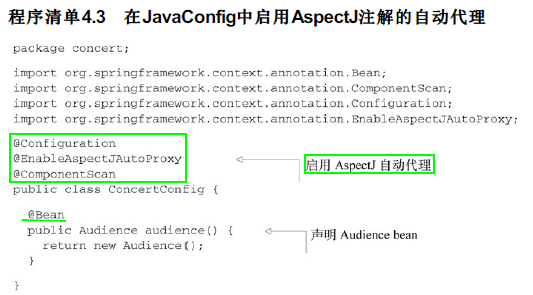 程序清单4.3 在JavaConfig中启用AspectJ注解的自动代理
package concert;
import org.springframework.context.annotation.Bean;
import org.springframework.context.annotation.ComponentScan;
import org.springframework.context.annotation.Configuration;
import org.springframework.context.annotation.EnableAspectJAutoProxy;
@Configuration
@EnableAspectJAutoProxy
启用 AspectJ 自动代理
@ComponentScan
public class ConcertConfig {
@Bean
public Audience audience() {
声明 Audience bean
return new Audience();
}
}